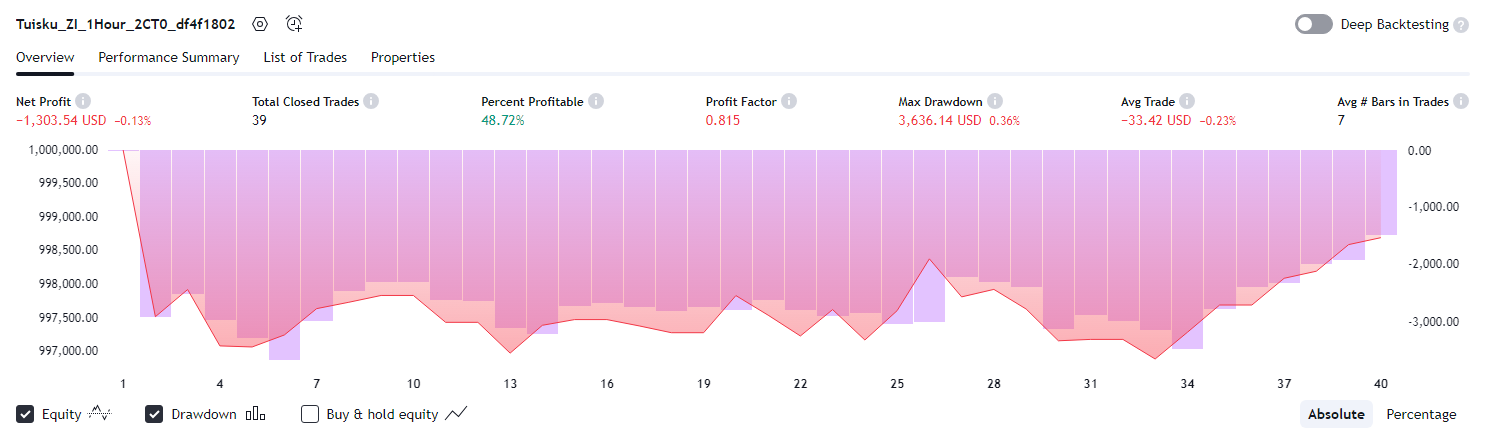 Tuisku_ZI_1Hour_2CT0_df4f1802 Deep Backtesting
Overview Performance Summary List of Trades Properties
Net Profit Total Closed Trades Percent Profitable Profit Factor Max Drawdown Avg Trade Avg # Bars in Trades
−1,303.54 USD −0.13% 39 48.72% 0.815 3,636.14 USD 0.36% −33.42 USD −0.23% 7
1,000,000.00 0.00
999,500.00
999,000.00 -1,000.00
998,500.00
998,000.00 -2,000.00
997,500.00 -3,000.00
997,000.00
1 4 7 10 13 16 19 22 25 28 31 34 37 40
Equity Drawdown Buy & hold equity Absolute Percentage